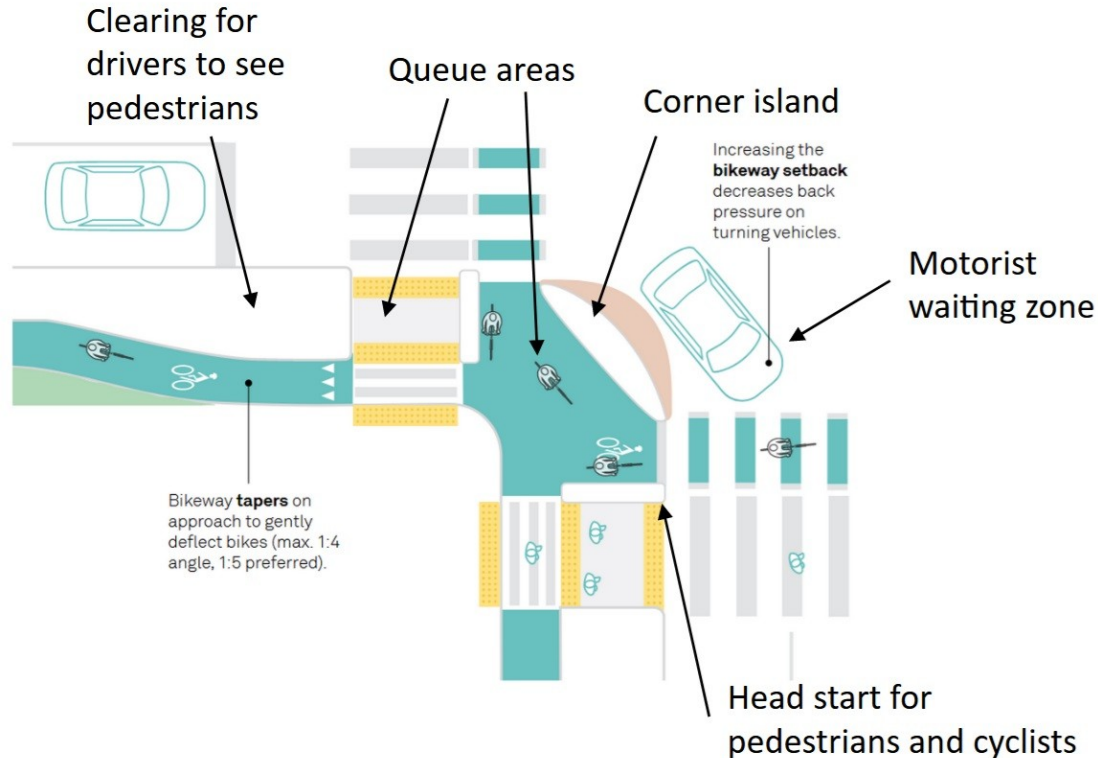 Clearing for
drivers to see
pedestrians
Queue areas
Corner island
Increasing the
bikeway setback
decreases back
pressure on
turning vehicles.
Motorist
waiting zone
Bikeway tapers on
approach to gently
deflect bikes (max. 1:4
angle, 1:5 preferred).
Head start for
pedestrians and cyclists